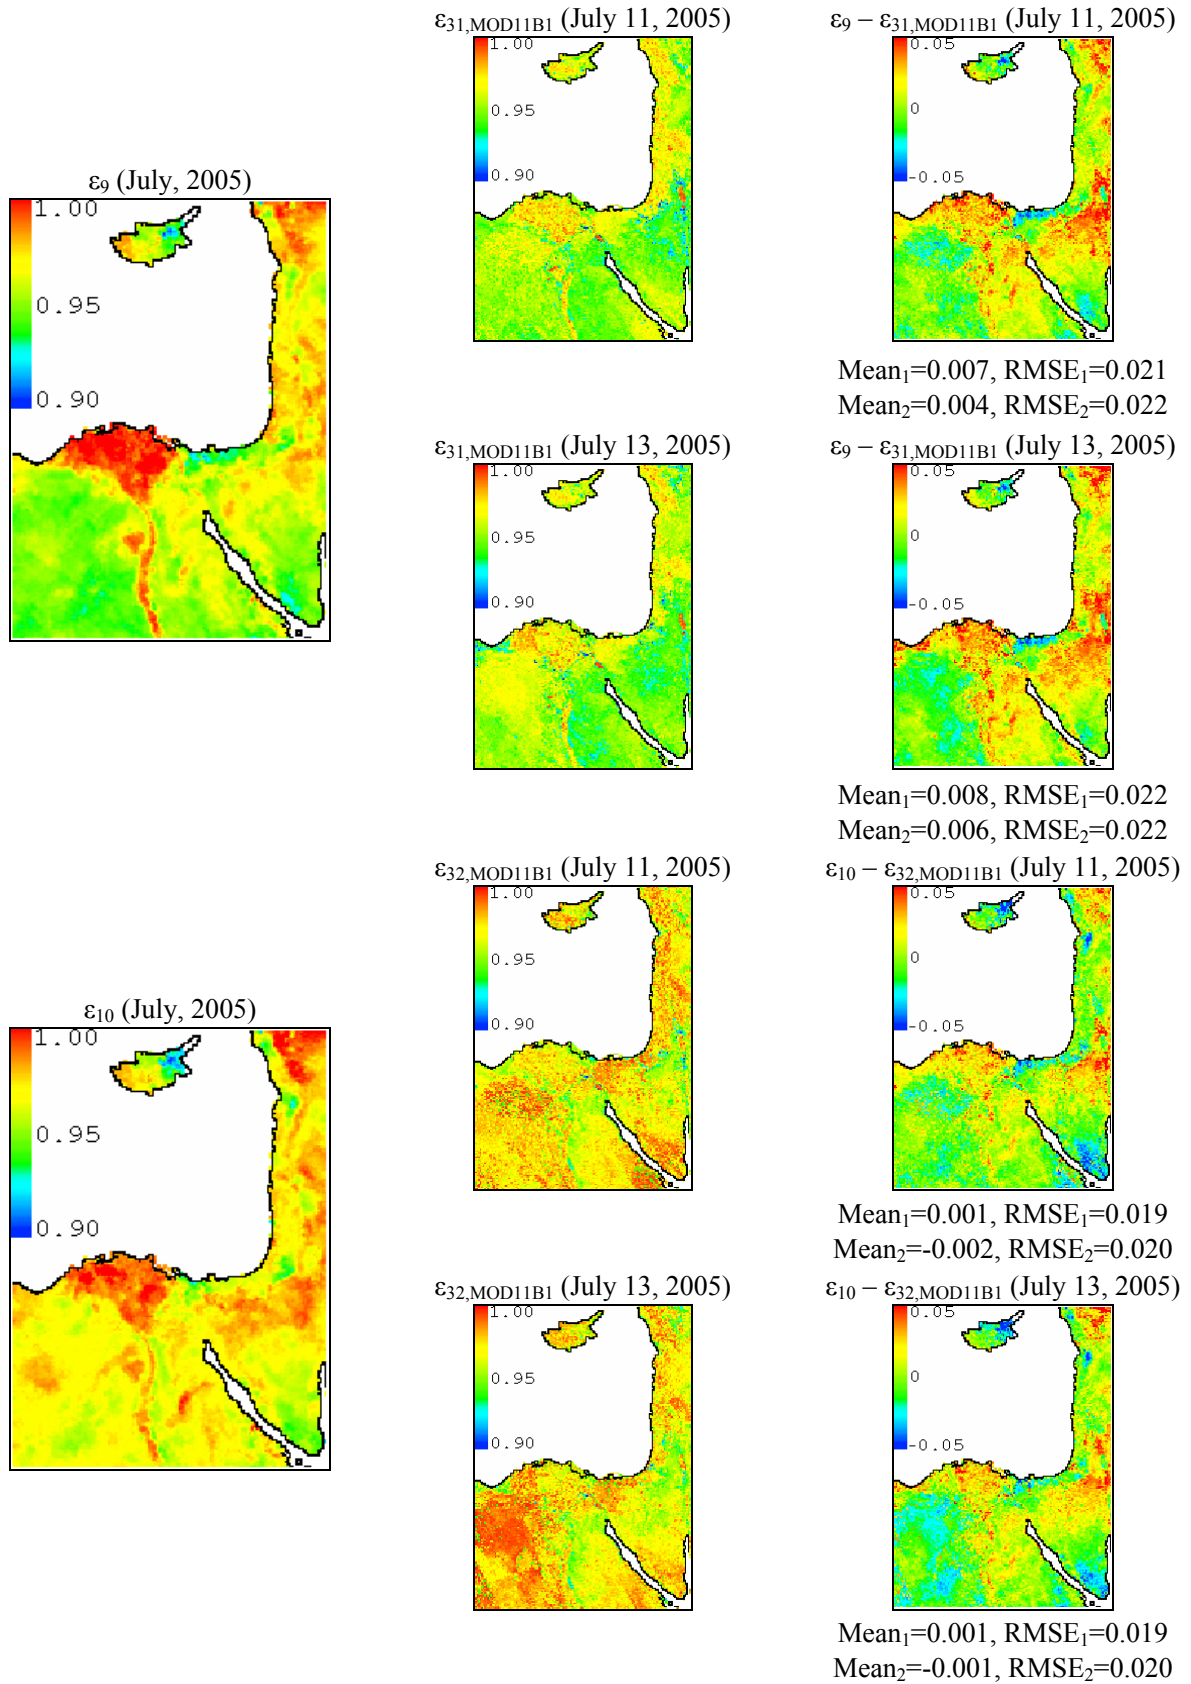 ε31,MOD11B1 (July 11, 2005)
ε9 – ε31,MOD11B1 (July 11, 2005)
1.00
0.95
0.90
0.05
0
-0.05
Mean1=0.007, RMSE1=0.021
Mean2=0.004, RMSE2=0.022
ε9 (July, 2005)
1.00
0.95
0.90
ε31,MOD11B1 (July 13, 2005)
ε9 – ε31,MOD11B1 (July 13, 2005)
1.00
0.95
0.90
0.05
0
-0.05
Mean1=0.008, RMSE1=0.022
Mean2=0.006, RMSE2=0.022
ε32,MOD11B1 (July 11, 2005)
ε10 – ε32,MOD11B1 (July 11, 2005)
1.00
0.95
0.90
0.05
0
-0.05
Mean1=0.001, RMSE1=0.019
Mean2=-0.002, RMSE2=0.020
ε10 (July, 2005)
1.00
0.95
0.90
ε32,MOD11B1 (July 13, 2005)
ε10 – ε32,MOD11B1 (July 13, 2005)
1.00
0.95
0.90
0.05
0
-0.05
Mean1=0.001, RMSE1=0.019
Mean2=-0.001, RMSE2=0.020